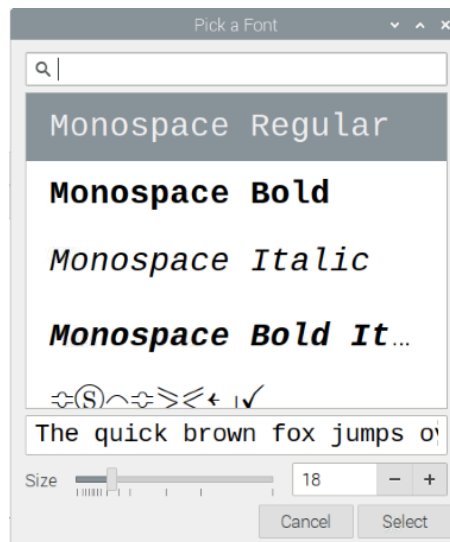 Pick a Font
Monospace Regular
Monospace Bold
Monospace Italic
Monospace Bold It...
The quick brown fox jumps
Size 18 − +
Cancel Select